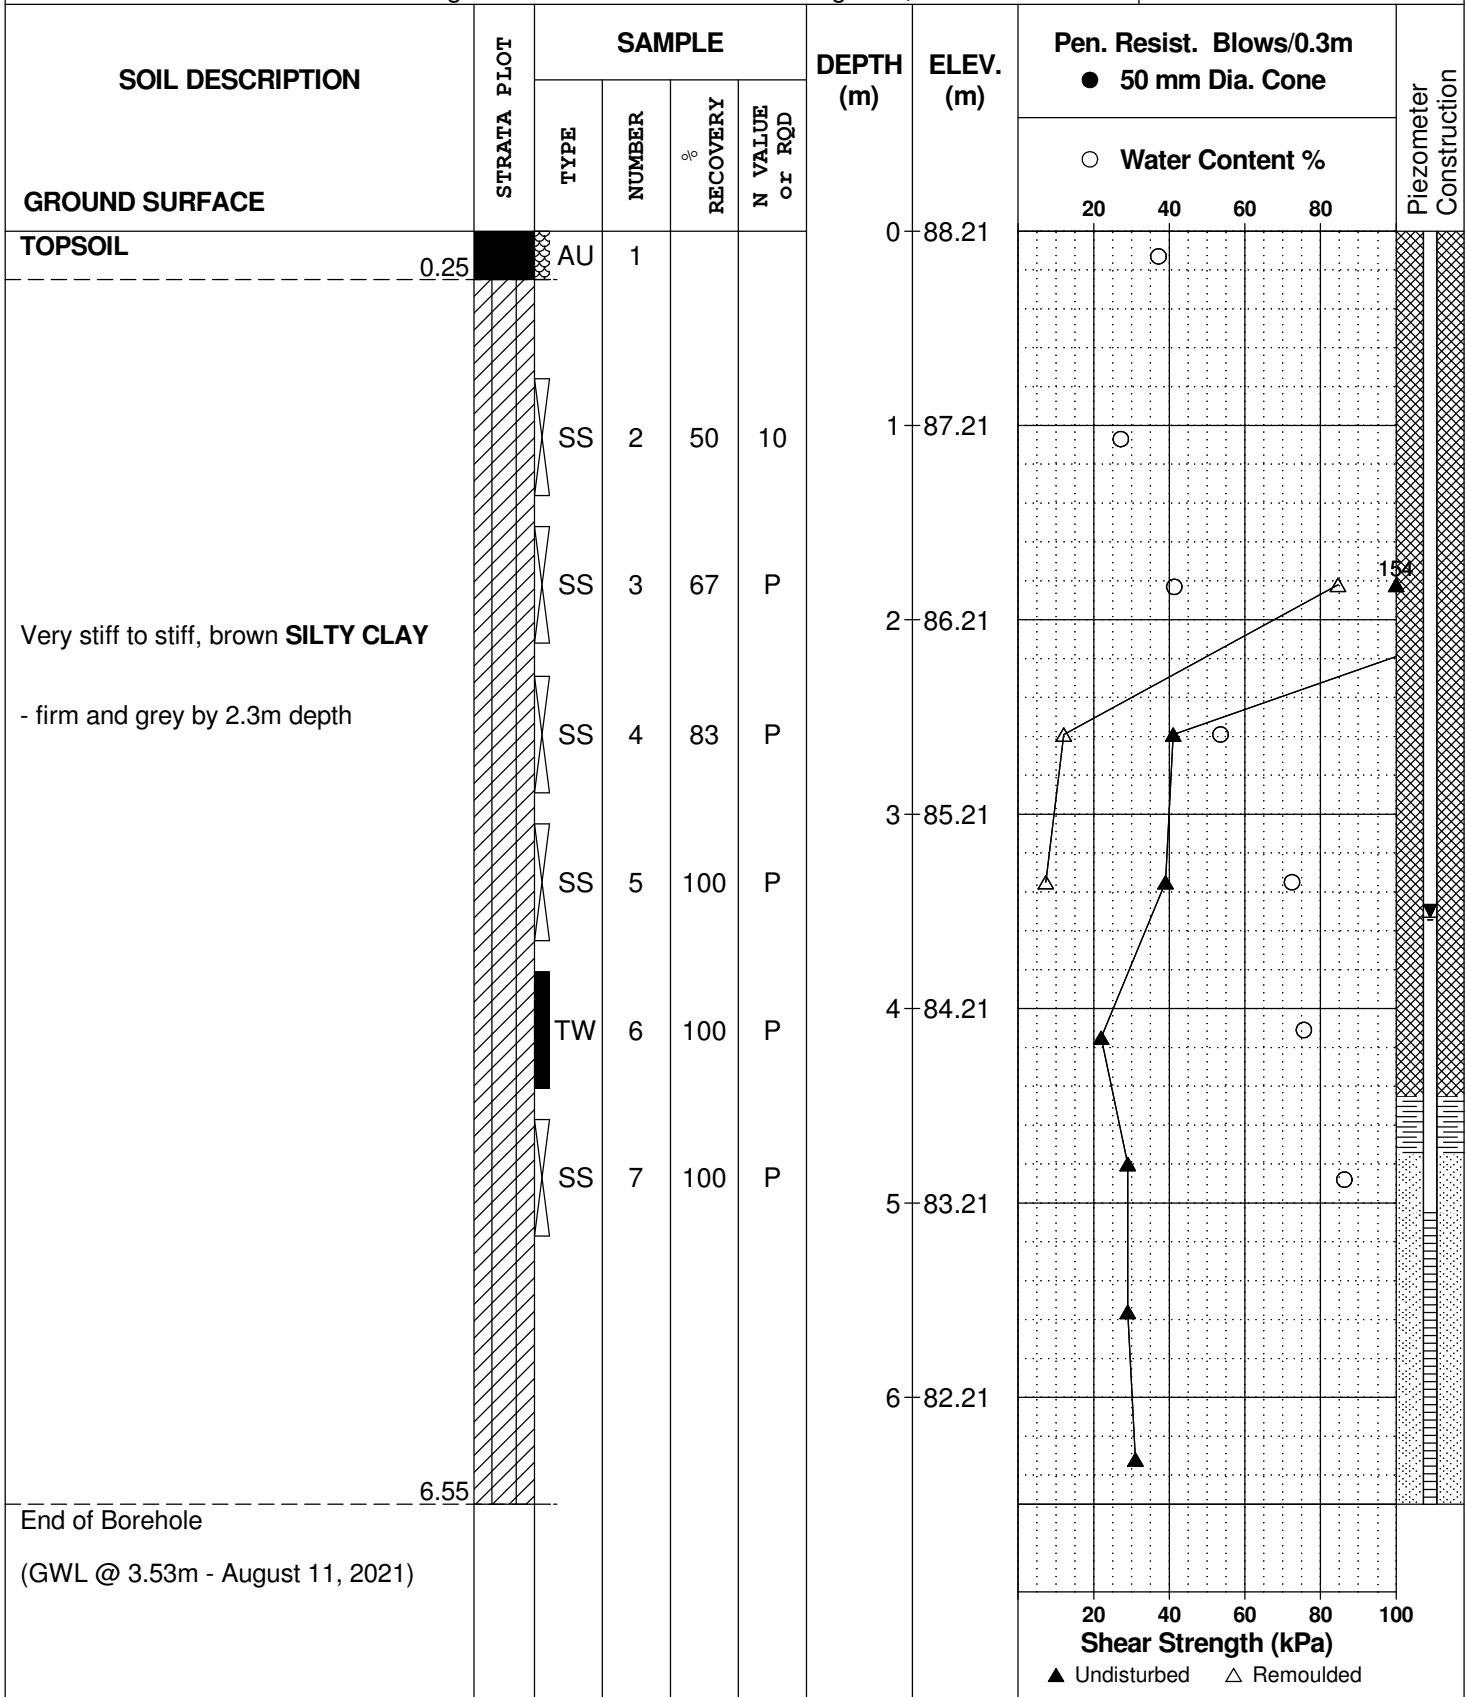 SOIL DESCRIPTION
GROUND SURFACE
STRATA PLOT
SAMPLE
TYPE
NUMBER
% RECOVERY
N VALUE or RQD
DEPTH (m)
ELEV. (m)
Pen. Resist. Blows/0.3m
● 50 mm Dia. Cone
○ Water Content %
20 40 60 80
Piezometer Construction
TOPSOIL
0.25
AU 1
0 88.21
SS 2 50 10
1 87.21
SS 3 67 P
154
2 86.21
Very stiff to stiff, brown SILTY CLAY
- firm and grey by 2.3m depth
SS 4 83 P
3 85.21
SS 5 100 P
4 84.21
TW 6 100 P
SS 7 100 P
5 83.21
6 82.21
6.55
End of Borehole
(GWL @ 3.53m - August 11, 2021)
20 40 60 80 100
Shear Strength (kPa)
▲ Undisturbed △ Remoulded